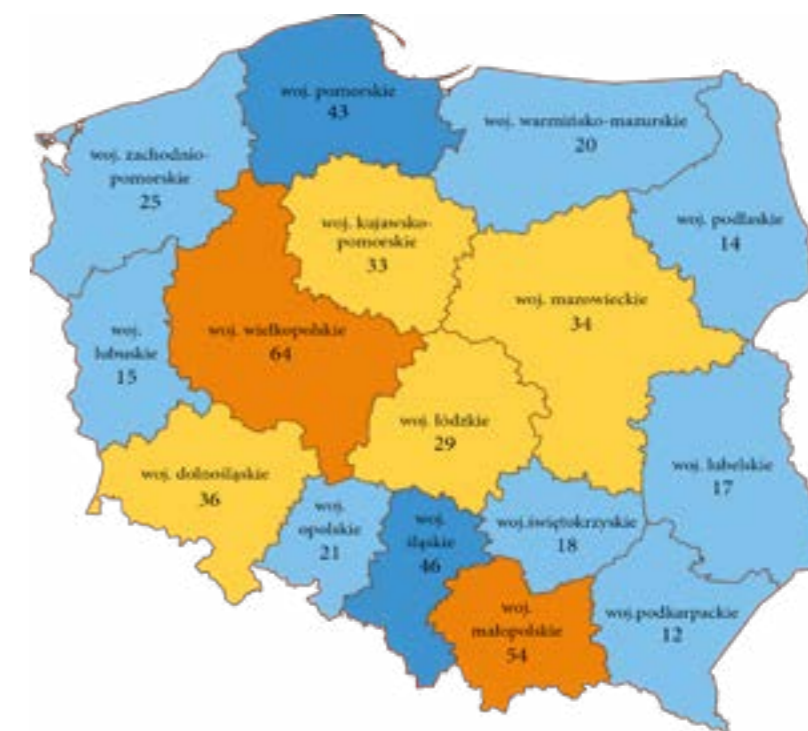 woj. pomorskie
43
woj. warmińsko-mazurskie
20
woj. zachodnio-
pomorskie
25
woj. podlaskie
14
woj. kujawsko-
pomorskie
33
woj. mazowieckie
34
woj.
lubuskie
15
woj. wielkopolskie
64
woj. łódzkie
29
woj. dolnośląskie
36
woj. lubelskie
17
woj.
opolskie
21
woj.
śląskie
46
woj.świętokrzyskie
18
woj.
małopolskie
54
woj.podkarpackie
12